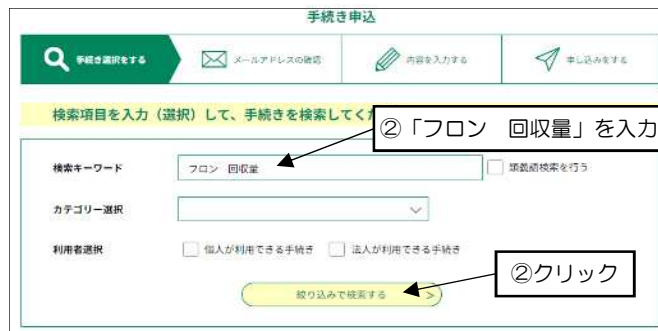 手続き申込
手続き選択をする
メールアドレスの確認
内容を入力する
申し込みをする
検索項目を入力（選択）して、手続きを検索してく
②「フロン　回収量」を入力
検索キーワード
フロン　回収量
類義語検索を行う
カテゴリー選択
利用者選択
個人が利用できる手続き
法人が利用できる手続き
②クリック
絞り込みで検索する